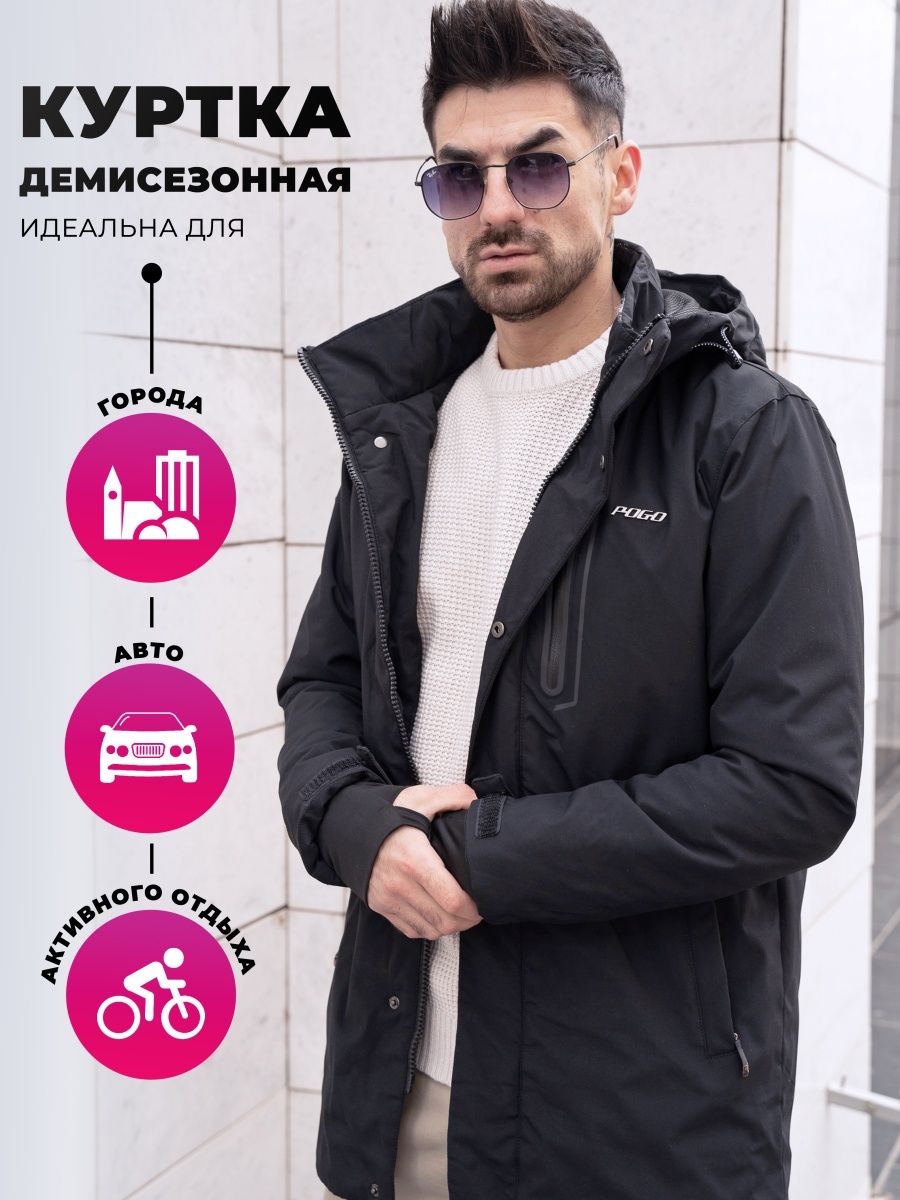 КУРТКА
ДЕМИСЕЗОННАЯ
ИДЕАЛЬНА ДЛЯ
ГОРОДА
АВТО
АКТИВНОГО ОТДЫХА
POGO